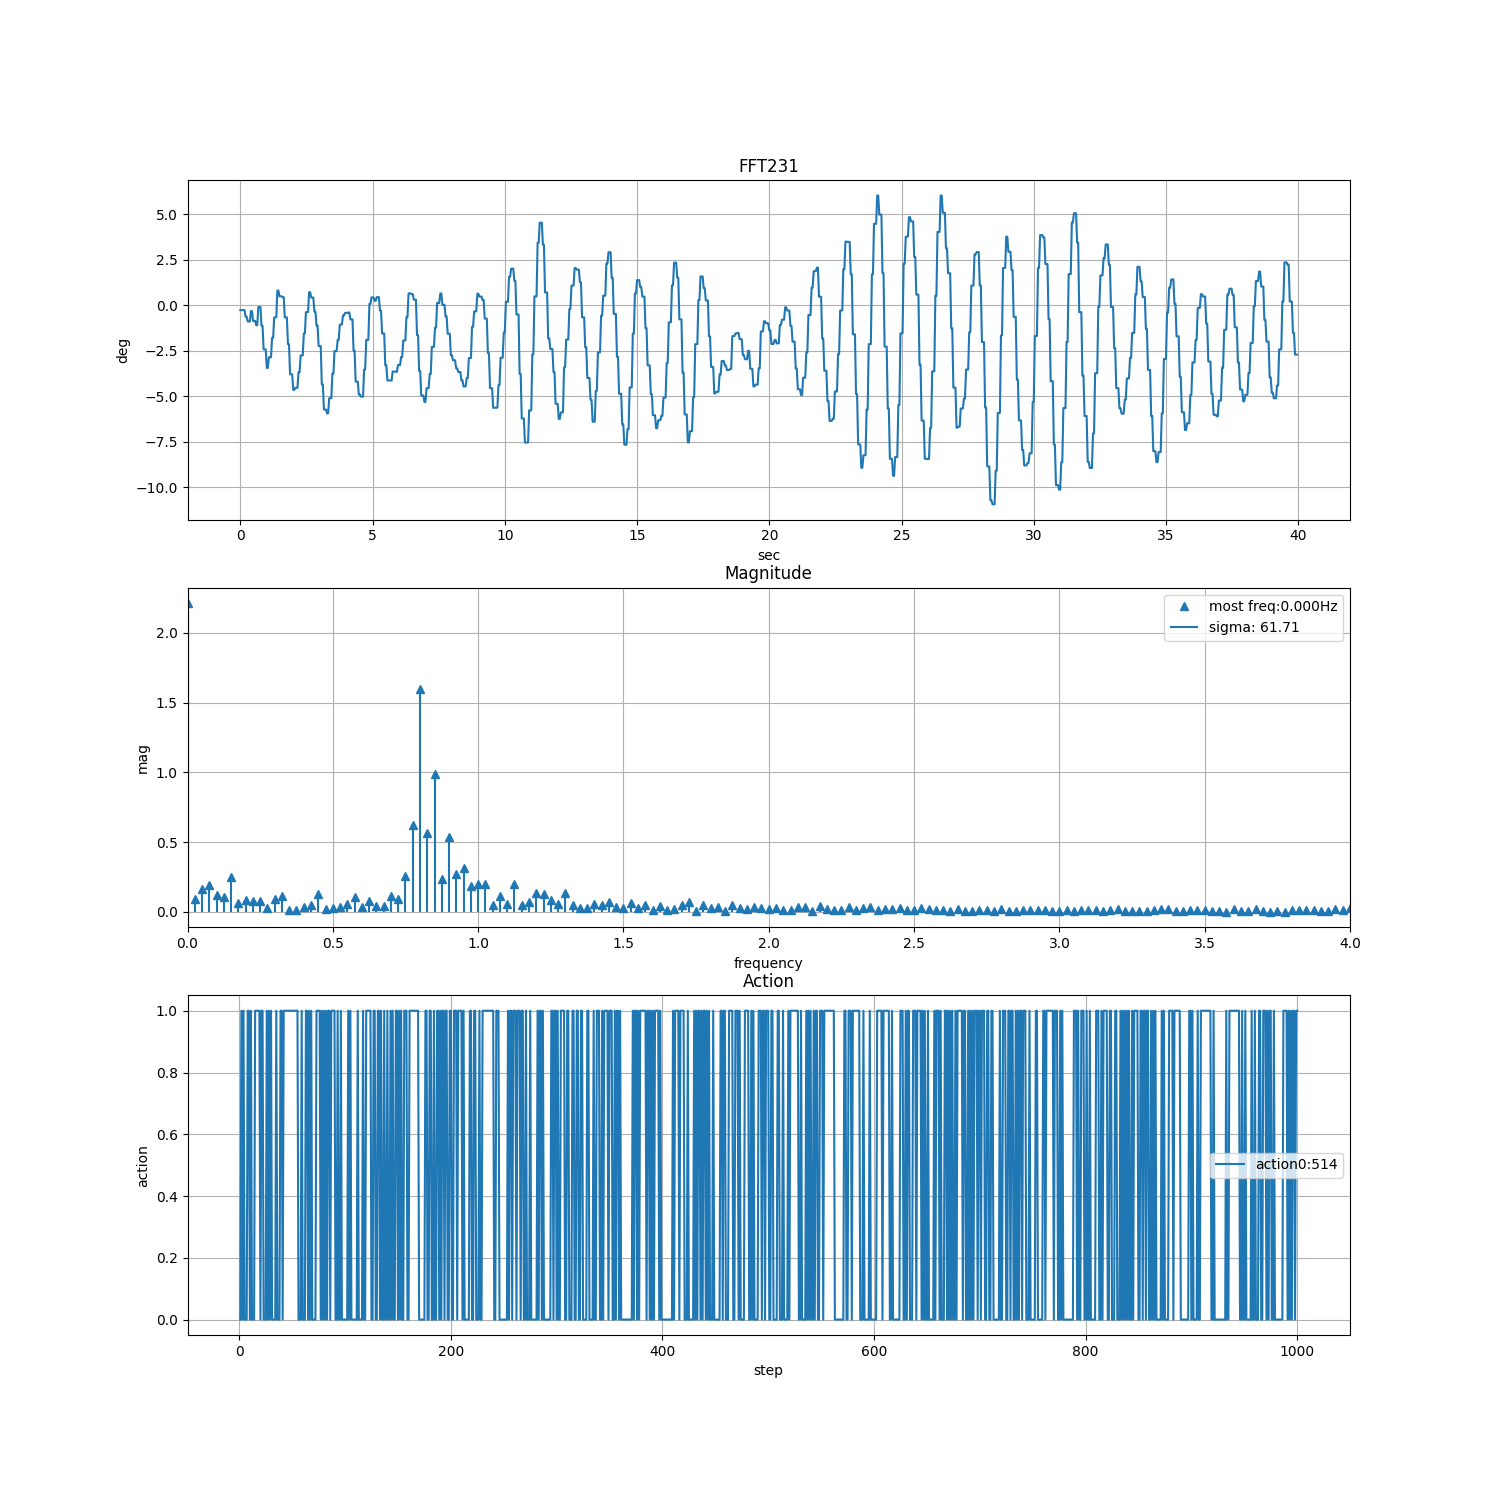 FFT231
5.0
2.5
0.0
−2.5
−5.0
−7.5
−10.0
deg
0 5 10 15 20 25 30 35 40
sec
Magnitude
most freq:0.000Hz
sigma: 61.71
2.0
1.5
1.0
0.5
0.0
mag
0.0 0.5 1.0 1.5 2.0 2.5 3.0 3.5 4.0
frequency
Action
1.0
0.8
0.6
0.4
0.2
0.0
action
action0:514
0 200 400 600 800 1000
step